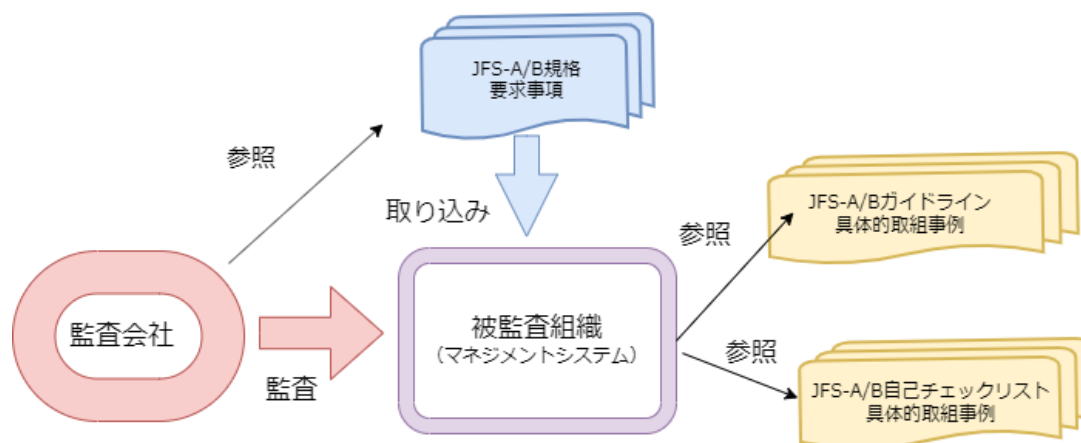 JFS-A/B規格
要求事項
参照
取り込み
JFS-A/Bガイドライン
具体的取組事例
参照
監査会社
監査
被監査組織
(マネジメントシステム)
参照
JFS-A/B自己チェックリスト
具体的取組事例